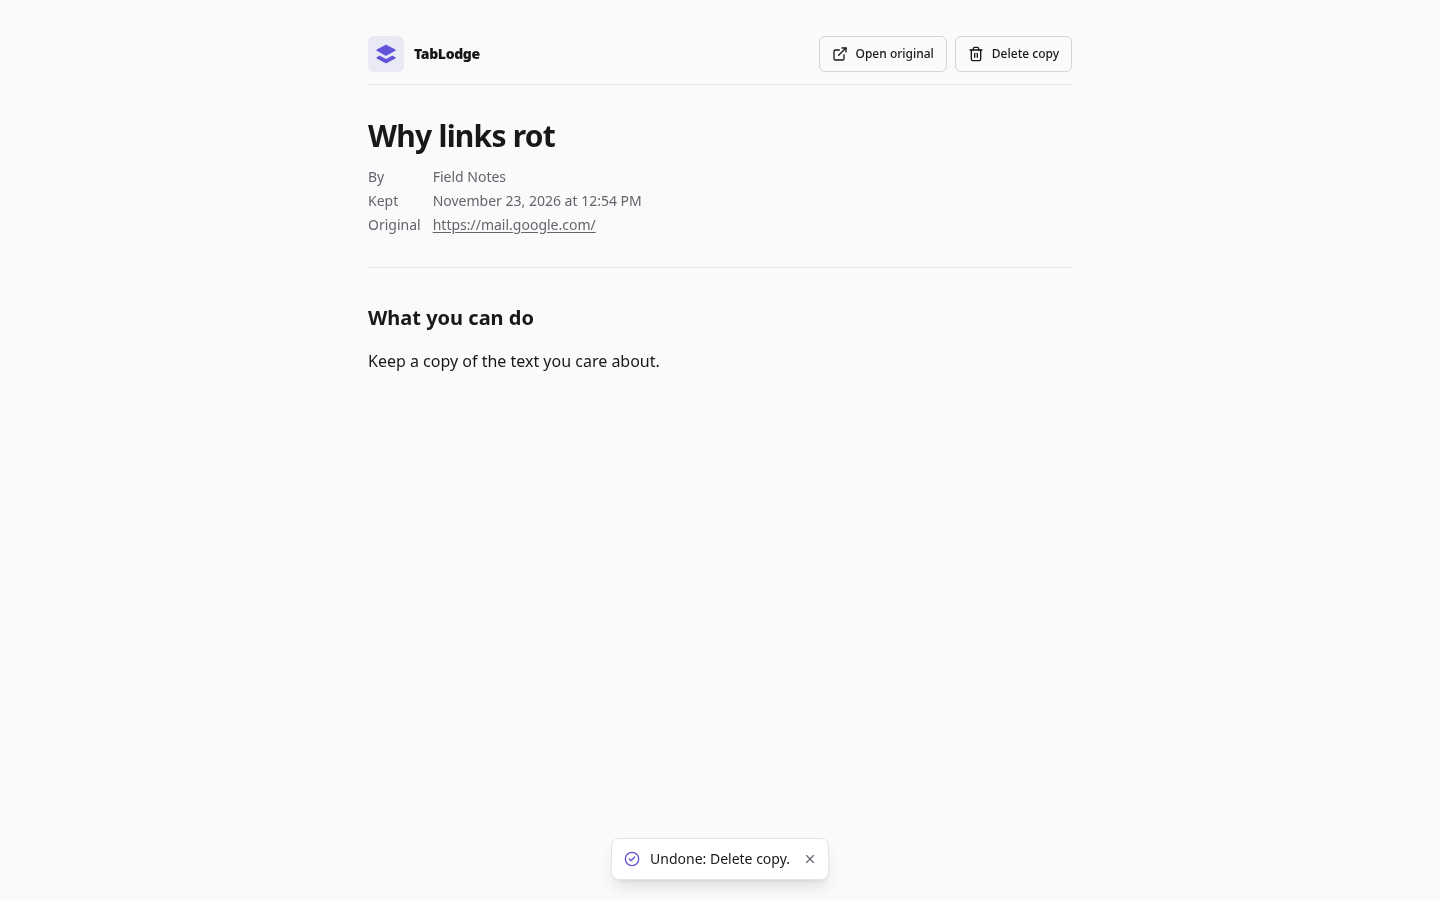 TabLodge
Open original
Delete copy
Why links rot
By Field Notes
Kept November 23, 2026 at 12:54 PM
Original https://mail.google.com/
What you can do
Keep a copy of the text you care about.
Undone: Delete copy.